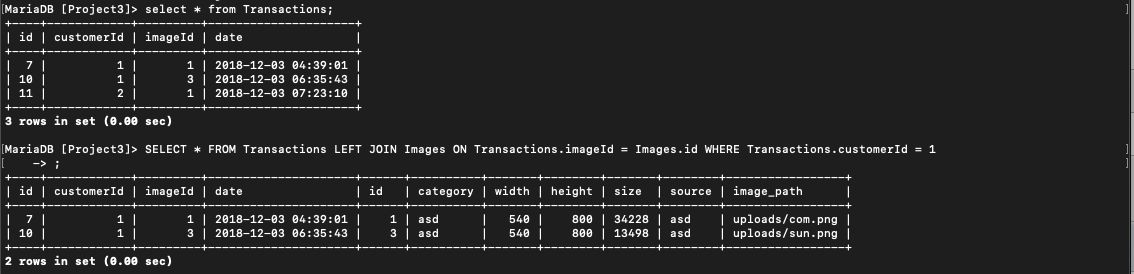 [MariaDB [Project3]> select * from Transactions; ]
+----+------------+---------+---------------------+
| id | customerId | imageId | date                |
+----+------------+---------+---------------------+
|  7 |          1 |       1 | 2018-12-03 04:39:01 |
| 10 |          1 |       3 | 2018-12-03 06:35:43 |
| 11 |          2 |       1 | 2018-12-03 07:23:10 |
+----+------------+---------+---------------------+
3 rows in set (0.00 sec)
[MariaDB [Project3]> SELECT * FROM Transactions LEFT JOIN Images ON Transactions.imageId = Images.id WHERE Transactions.customerId = 1 ]
[    -> ; ]
+----+------------+---------+---------------------+----+----------+-------+--------+-------+--------+-----------------+
| id | customerId | imageId | date                | id | category | width | height | size  | source | image_path      |
+----+------------+---------+---------------------+----+----------+-------+--------+-------+--------+-----------------+
|  7 |          1 |       1 | 2018-12-03 04:39:01 |  1 | asd      |   540 |    800 | 34228 | asd    | uploads/com.png |
| 10 |          1 |       3 | 2018-12-03 06:35:43 |  3 | asd      |   540 |    800 | 13498 | asd    | uploads/sun.png |
+----+------------+---------+---------------------+----+----------+-------+--------+-------+--------+-----------------+
2 rows in set (0.00 sec)